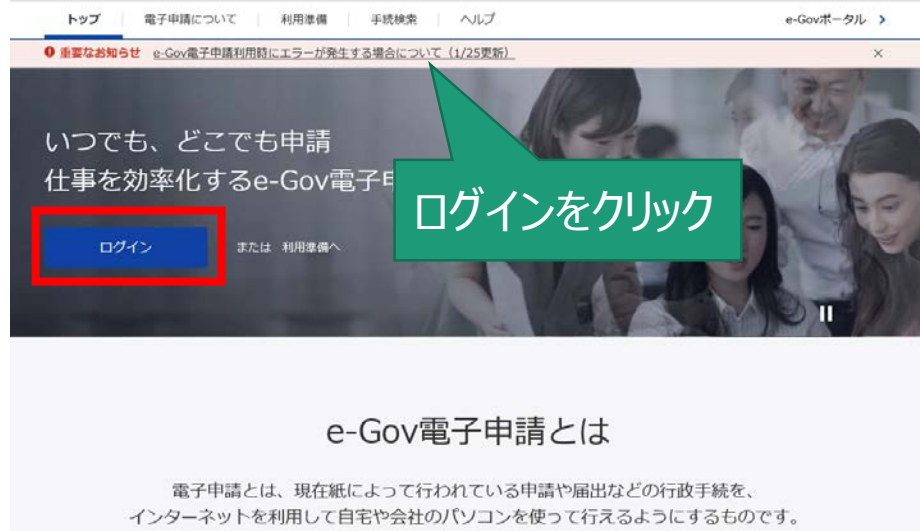 トップ 電子申請について 利用準備 手続検索 ヘルプ e-Govポータル
重要なお知らせ e-Gov電子申請利用時にエラーが発生する場合について（1/25更新）
いつでも、どこでも申請
仕事を効率化するe-Gov電子申
ログインをクリック
ログイン または 利用準備へ
e-Gov電子申請とは
電子申請とは、現在紙によって行われている申請や届出などの行政手続を、
インターネットを利用して自宅や会社のパソコンを使って行えるようにするものです。